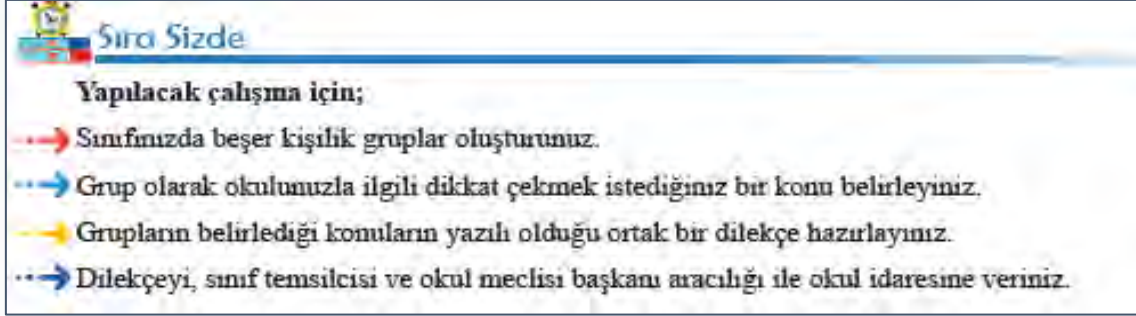 Sıra Sizde
Yapılacak çalışma için;
Sınıfınızda beşer kişilik gruplar oluşturunuz.
Grup olarak okulunuzla ilgili dikkat çekmek istediğiniz bir konu belirleyiniz.
Grupların belirlediği konuların yazılı olduğu ortak bir dilekçe hazırlayınız.
Dilekçeyi, sınıf temsilcisi ve okul meclisi başkanı aracılığı ile okul idaresine veriniz.